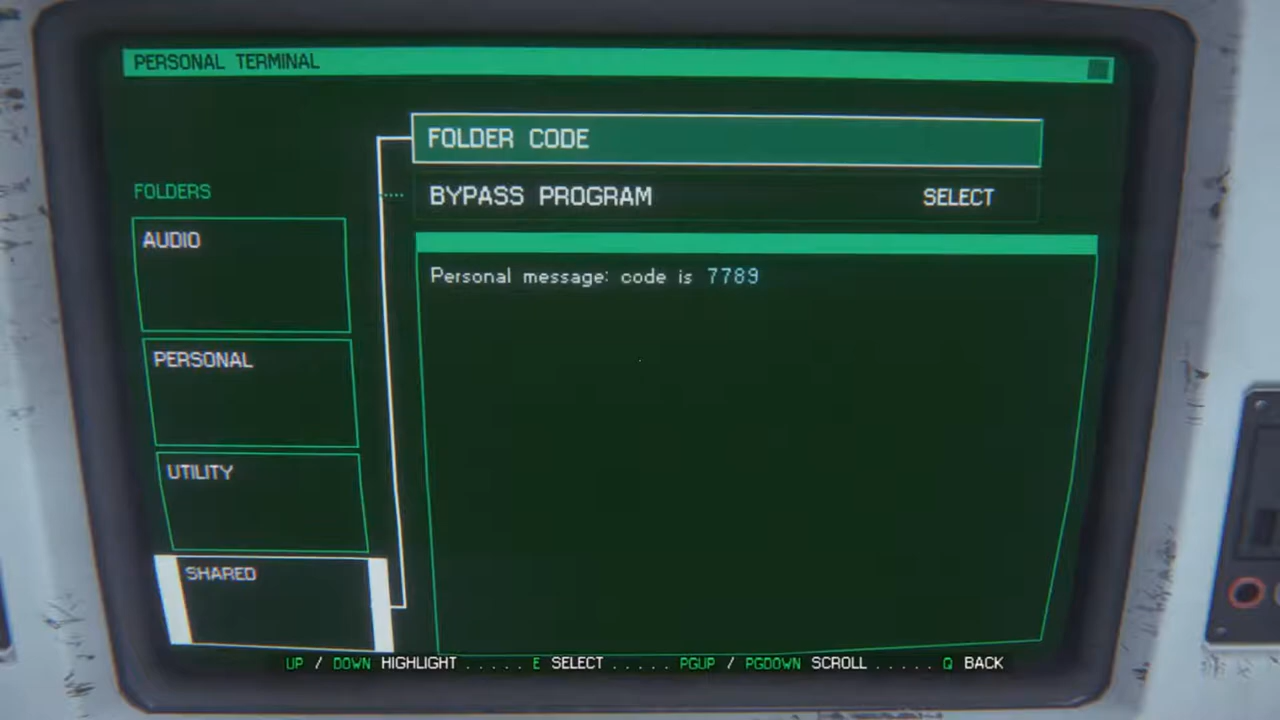 PERSONAL TERMINAL
FOLDER CODE
BYPASS PROGRAM SELECT
FOLDERS
AUDIO
PERSONAL
UTILITY
SHARED
Personal message: code is 7789
UP / DOWN HIGHLIGHT ..... E SELECT ..... PGUP / PGDOWN SCROLL ..... Q BACK